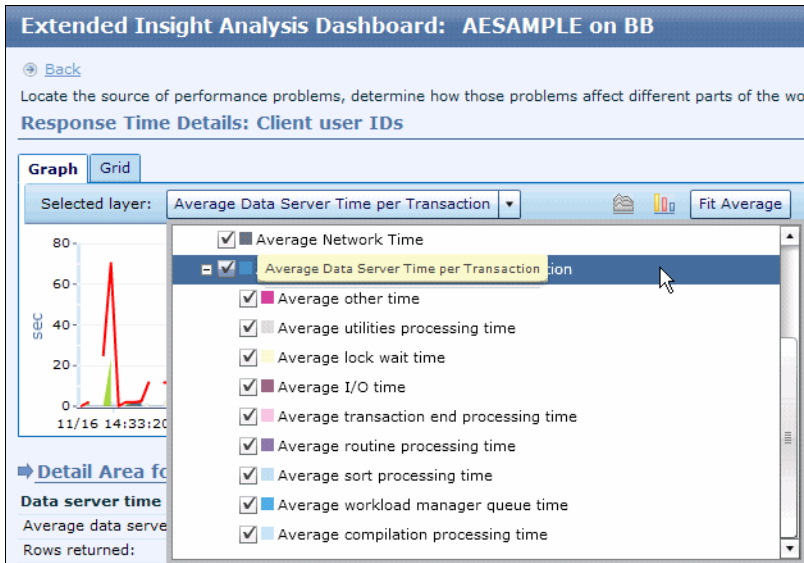 Extended Insight Analysis Dashboard: AESAMPLE on BB
Back
Locate the source of performance problems, determine how those problems affect different parts of the wo
Response Time Details: Client user IDs
Graph Grid
Selected layer: Average Data Server Time per Transaction Fit Average
80
60
40
20
0
sec
11/16 14:33:20
Average Network Time
Average Data Server Time per Transaction
tion
Average other time
Average utilities processing time
Average lock wait time
Average I/O time
Average transaction end processing time
Average routine processing time
Average sort processing time
Average workload manager queue time
Average compilation processing time
Detail Area fo
Data server time
Average data serve
Rows returned: